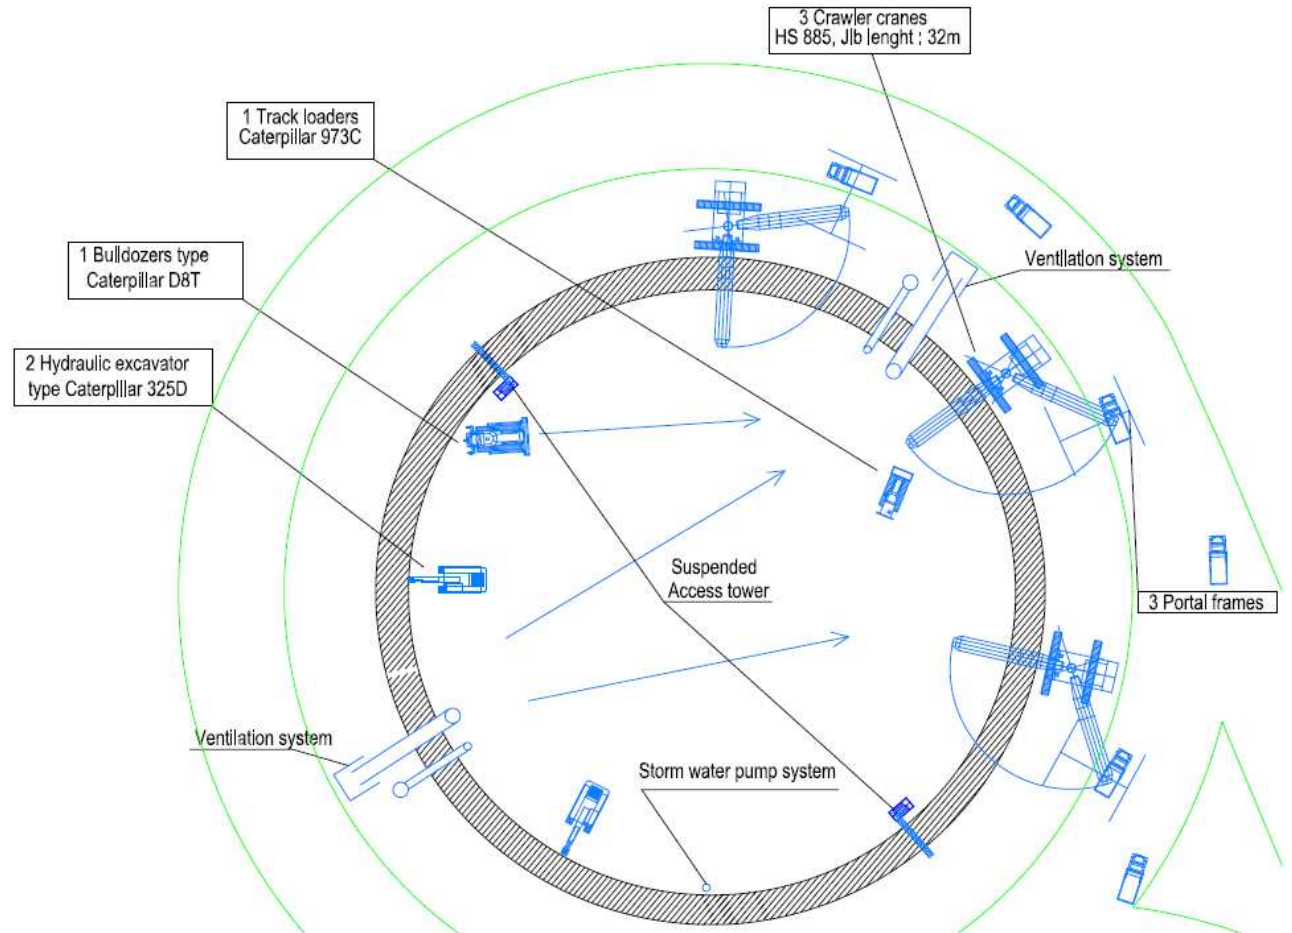 3 Crawler cranes
HS 885, Jib lenght : 32m
1 Track loaders
Caterpillar 973C
1 Bulldozers type
Caterpillar D8T
Ventilation system
2 Hydraulic excavator
type Caterpillar 325D
Suspended
Access tower
3 Portal frames
Ventilation system
Storm water pump system